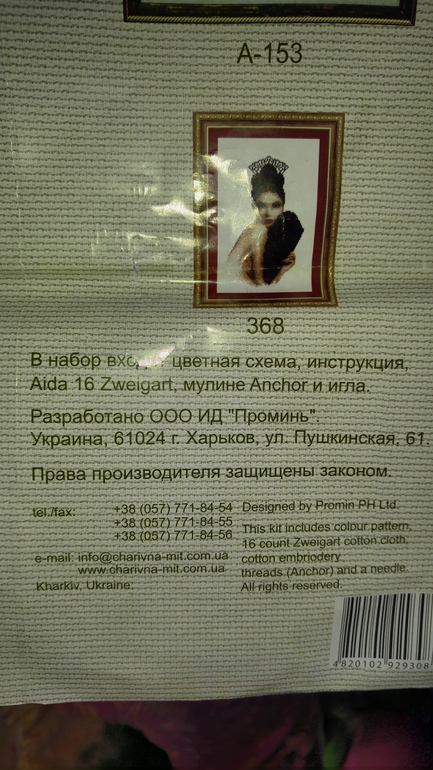 A-153
368
В набор вхо цветная схема, инструкция,
Aida 16 Zweigart, мулине Anchor и игла.
Разработано ООО ИД "Проминь".
Украина, 61024 г. Харьков, ул. Пушкинская, 61.
Права производителя защищены законом.
tel./fax: +38 (057) 771-84-54
+38 (057) 771-84-55
+38 (057) 771-84-56
e-mail: info@charivna-mit.com.ua
www.charivna-mit.com.ua
Kharkiv, Ukraine:
Designed by Promin PH Ltd.
This kit includes colour pattern,
16 count Zweigart cotton cloth,
cotton embriodery
threads (Anchor) and a needle.
All rights reserved.
4820102 929308